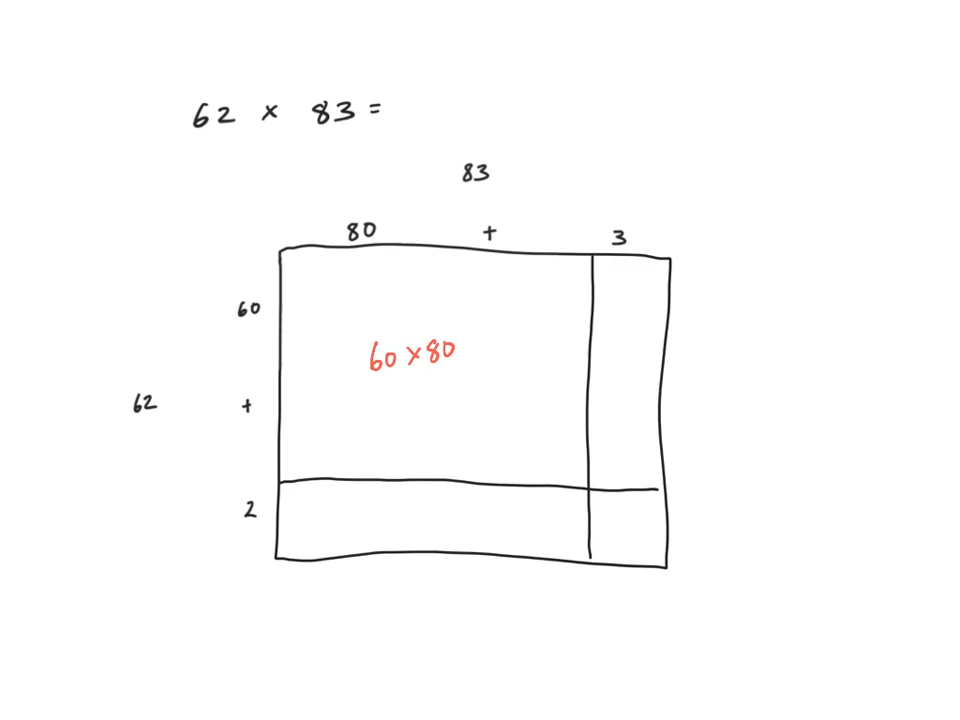 62 × 83 =
83
80 + 3
60
60 × 80
62 +
2